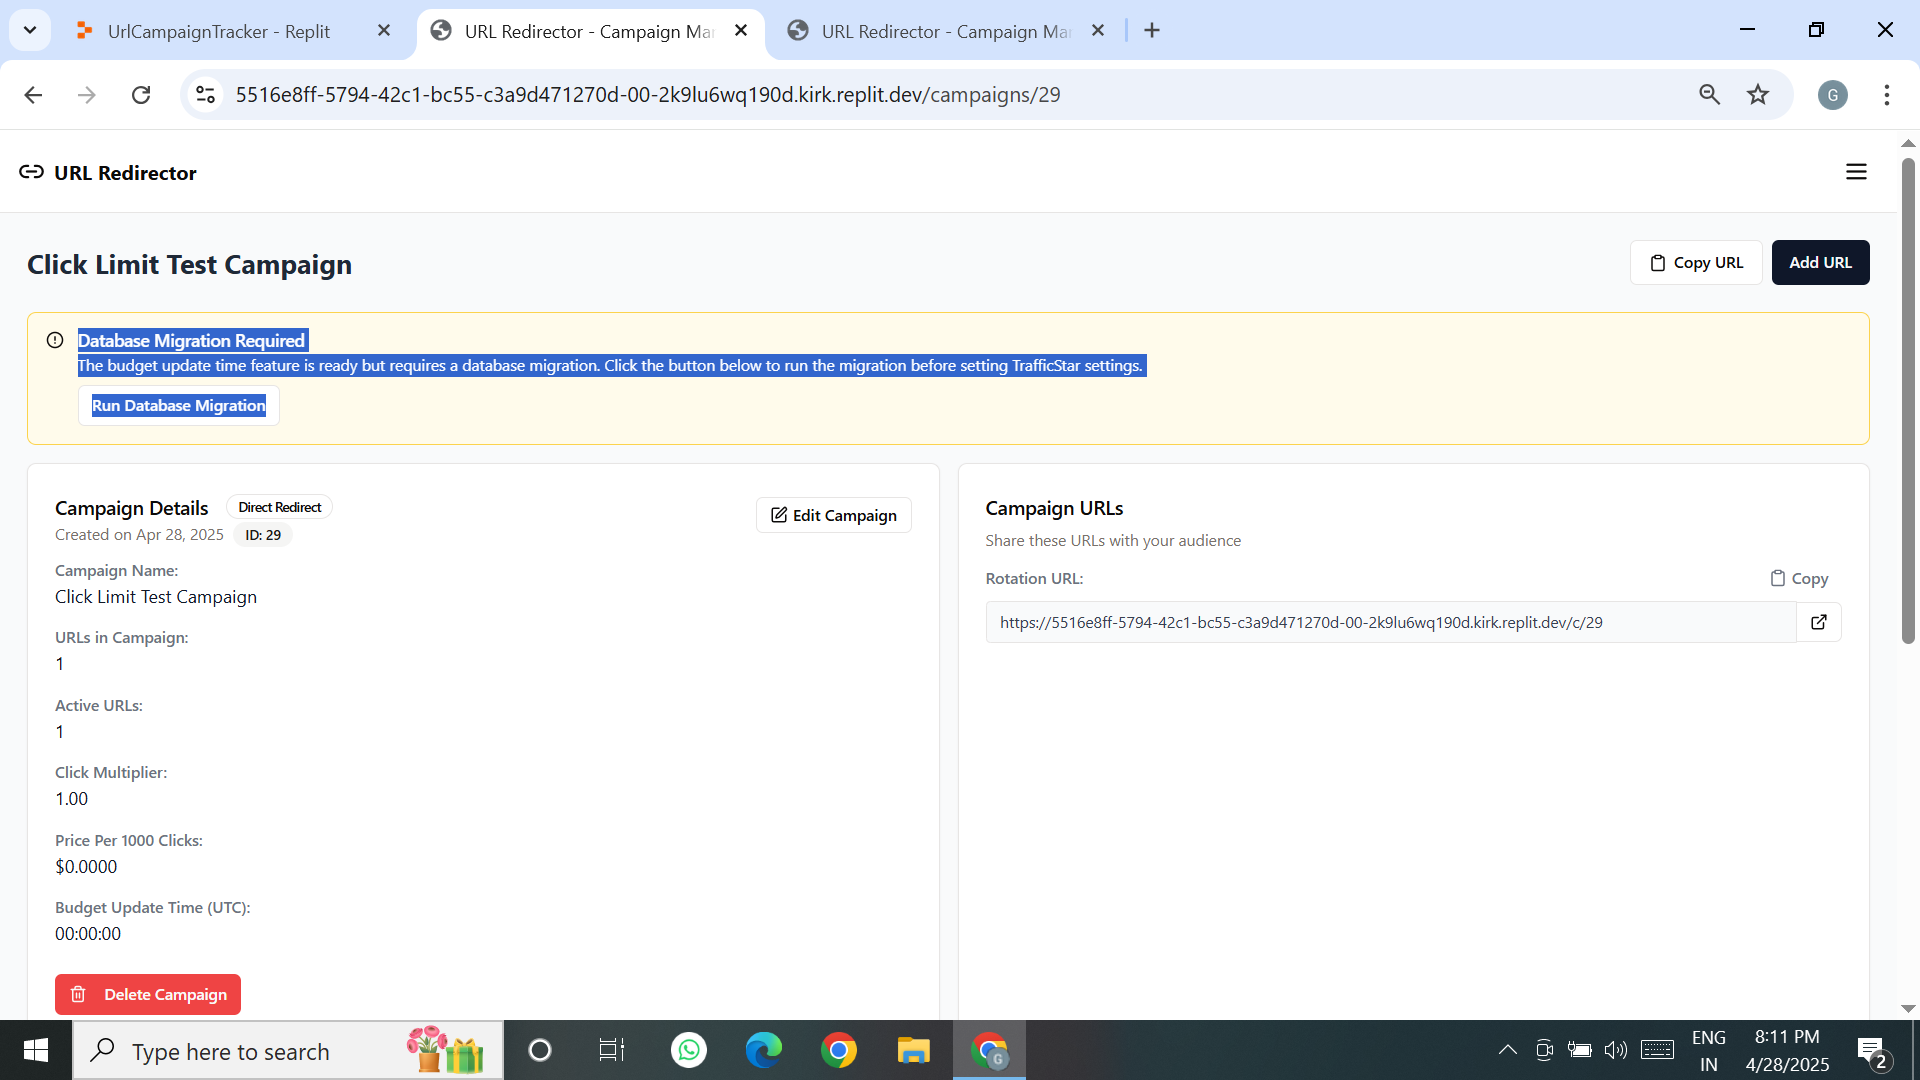 UrlCampaignTracker - Replit
URL Redirector - Campaign Ma
URL Redirector - Campaign Ma
5516e8ff-5794-42c1-bc55-c3a9d471270d-00-2k9lu6wq190d.kirk.replit.dev/campaigns/29
G
URL Redirector
Click Limit Test Campaign
Copy URL
Add URL
Database Migration Required
The budget update time feature is ready but requires a database migration. Click the button below to run the migration before setting TrafficStar settings.
Run Database Migration
Campaign Details
Direct Redirect
Created on Apr 28, 2025
ID: 29
Edit Campaign
Campaign Name:
Click Limit Test Campaign
URLs in Campaign:
1
Active URLs:
1
Click Multiplier:
1.00
Price Per 1000 Clicks:
$0.0000
Budget Update Time (UTC):
00:00:00
Delete Campaign
Campaign URLs
Share these URLs with your audience
Rotation URL:
Copy
https://5516e8ff-5794-42c1-bc55-c3a9d471270d-00-2k9lu6wq190d.kirk.replit.dev/c/29
Type here to search
G
ENG
IN
8:11 PM
4/28/2025
2